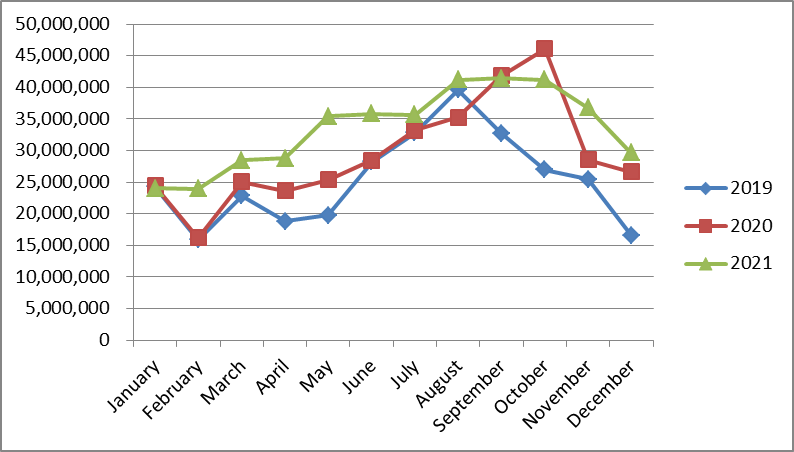 50,000,000
45,000,000
40,000,000
35,000,000
30,000,000
25,000,000
20,000,000
15,000,000
10,000,000
5,000,000
0
January
February
March
April
May
June
July
August
September
October
November
December
2019
2020
2021